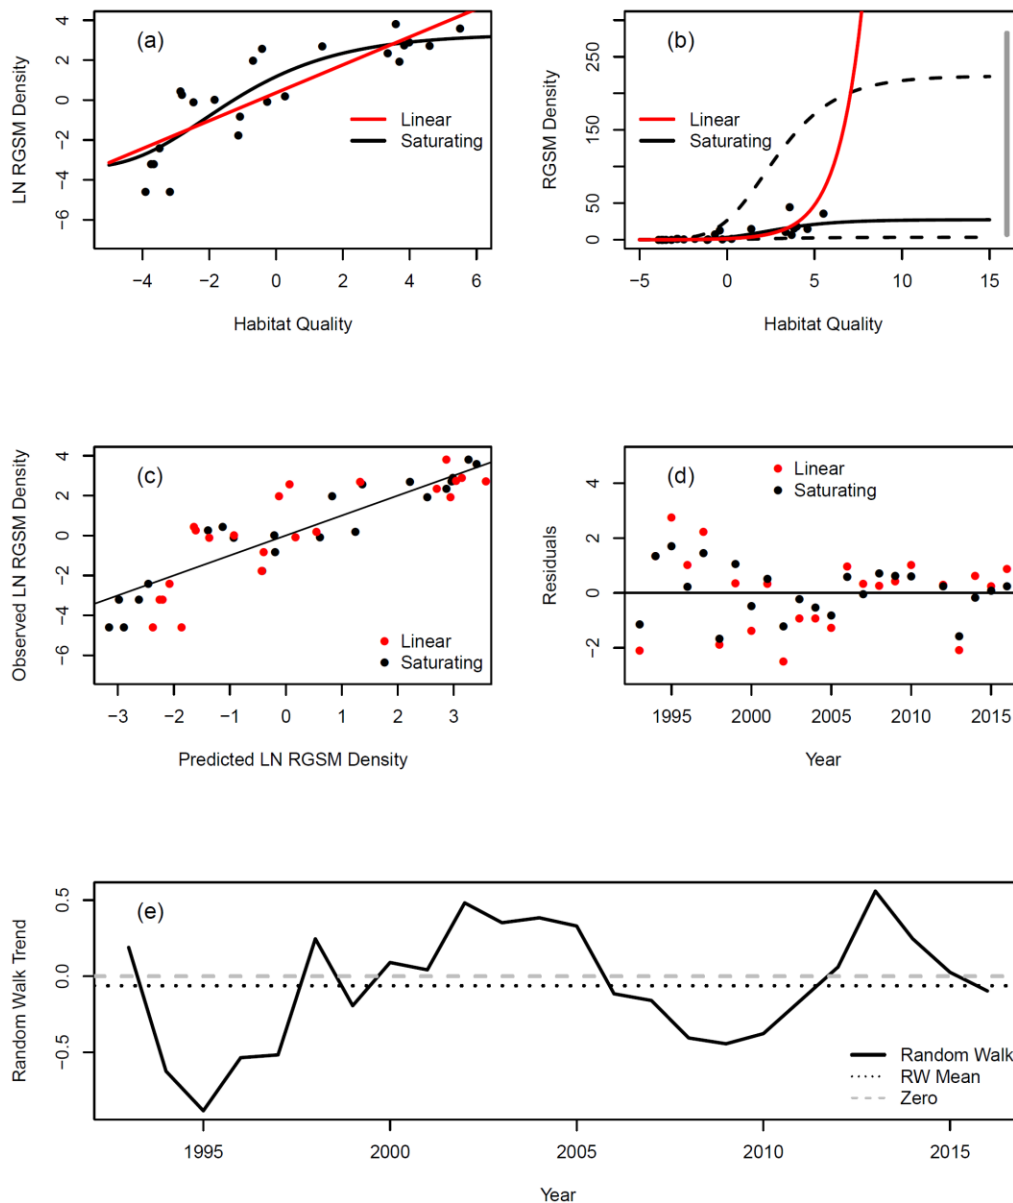 (a)
LN RGSM Density
4
2
0
−2
−4
−6
Linear
Saturating
−4 −2 0 2 4 6
Habitat Quality
(b)
RGSM Density
250
150
50
0
Linear
Saturating
−5 0 5 10 15
Habitat Quality
(c)
Observed LN RGSM Density
4
2
0
−2
−4
−6
Linear
Saturating
−3 −2 −1 0 1 2 3
Predicted LN RGSM Density
(d)
Residuals
4
2
0
−2
Linear
Saturating
1995 2000 2005 2010 2015
Year
(e)
Random Walk Trend
0.5
0.0
−0.5
Random Walk
RW Mean
Zero
1995 2000 2005 2010 2015
Year